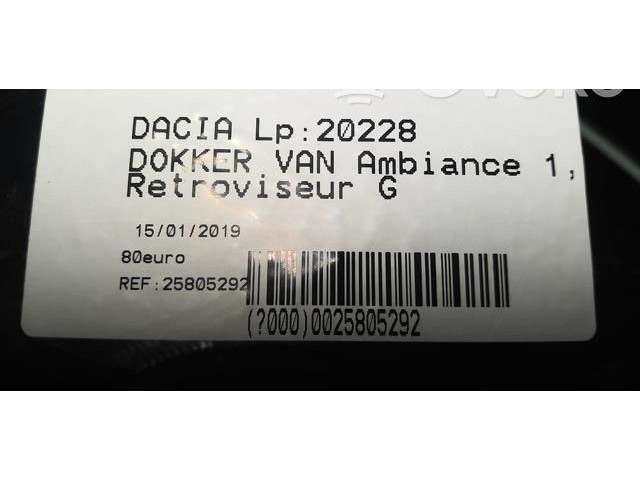 DACIA Lp:20228
DOKKER VAN Ambiance 1,
Retroviseur G
15/01/2019
80euro
REF:25805292
(?000)0025805292